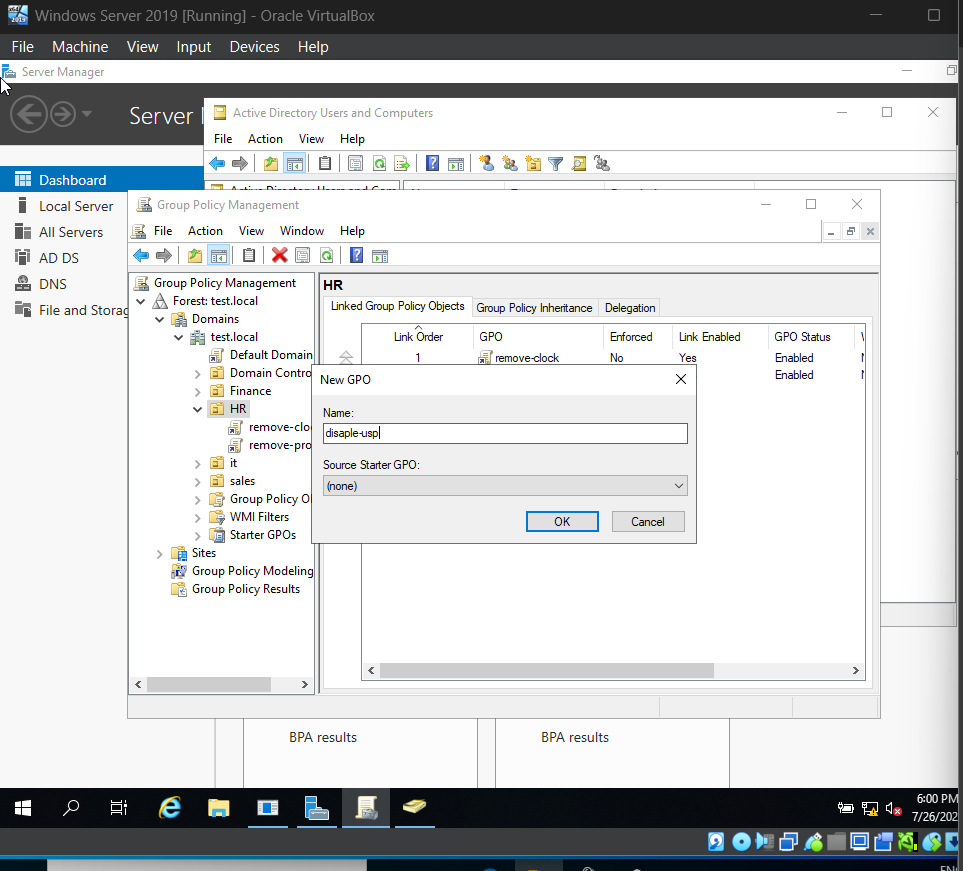 Windows Server 2019 [Running] - Oracle VirtualBox
File Machine View Input Devices Help
Server Manager
Server
Active Directory Users and Computers
File Action View Help
Dashboard
Local Server
All Servers
AD DS
DNS
File and Storag
Group Policy Management
File Action View Window Help
Group Policy Management
Forest: test.local
Domains
test.local
Default Domain
Domain Contro
Finance
HR
remove-clo
remove-pro
it
sales
Group Policy O
WMI Filters
Starter GPOs
Sites
Group Policy Modeling
Group Policy Results
HR
Linked Group Policy Objects Group Policy Inheritance Delegation
Link Order GPO Enforced Link Enabled GPO Status
1 remove-clock No Yes Enabled
Enabled
New GPO
Name:
disaple-usp
Source Starter GPO:
(none)
OK Cancel
BPA results BPA results
6:00 PM
7/26/202